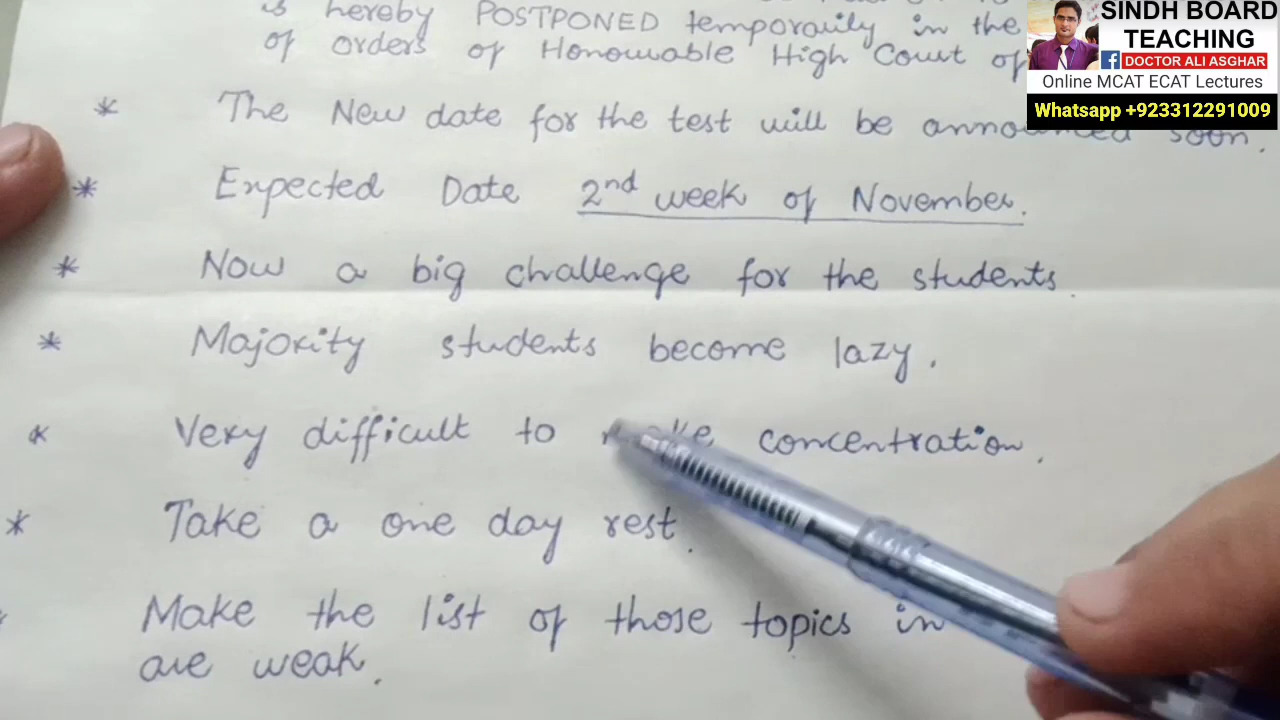 is hereby POSTPONED temporarily in the
of orders of Honourable High Court of
* The New date for the test will be announced soon.
* Expected Date 2nd week of November.
* Now a big challenge for the students.
* Majority students become lazy.
* Very difficult to make concentration.
* Take a one day rest.
Make the list of those topics in
are weak.
SINDH BOARD
TEACHING
f DOCTOR ALI ASGHAR
Online MCAT ECAT Lectures
Whatsapp +923312291009